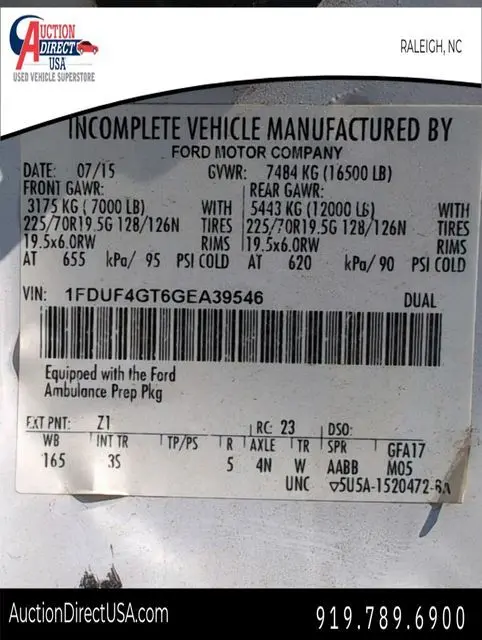 AUCTION
DIRECT
USA
USED VEHICLE SUPERSTORE
RALEIGH, NC
INCOMPLETE VEHICLE MANUFACTURED BY
FORD MOTOR COMPANY
DATE: 07/15 GVWR: 7484 KG (16500 LB)
FRONT GAWR: REAR GAWR:
3175 KG ( 7000 LB) WITH 5443 KG (12000 LB) WITH
225/70R19.5G 128/126N TIRES 225/70R19.5G 128/126N TIRES
19.5x6.0RW RIMS 19.5x6.0RW RIMS
AT 655 kPa/ 95 PSI COLD AT 620 kPa/ 90 PSI COLD
VIN: 1FDUF4GT6GEA39546 DUAL
Equipped with the Ford
Ambulance Prep Pkg
EXT PNT: Z1 RC: 23 DSO:
WB INT TR TP/PS R AXLE TR SPR GFA17
165 3S 5 4N W AABB M05
UNC ▽5U5A-1520472-BA
AuctionDirectUSA.com 919.789.6900